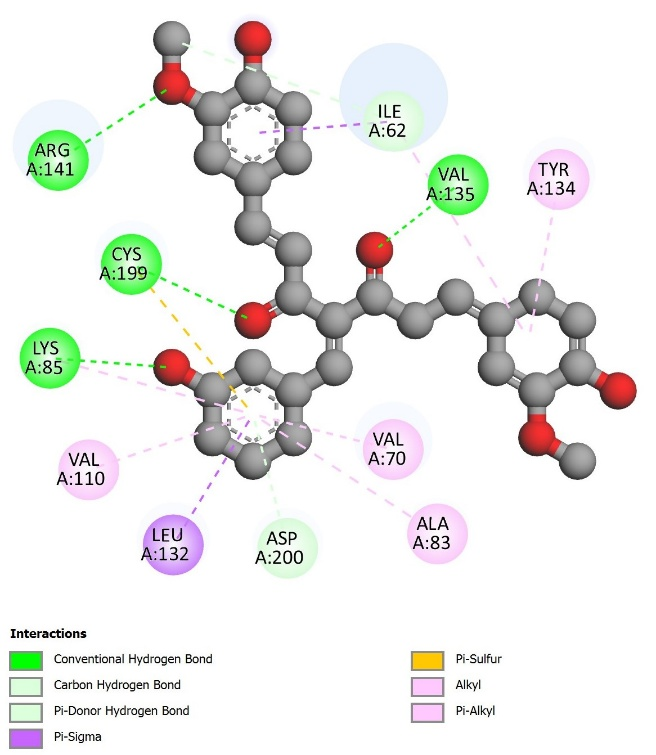 ILE
A:62
ARG
A:141
VAL
A:135
TYR
A:134
CYS
A:199
LYS
A:85
VAL
A:110
VAL
A:70
LEU
A:132
ASP
A:200
ALA
A:83
Interactions
Conventional Hydrogen Bond
Carbon Hydrogen Bond
Pi-Donor Hydrogen Bond
Pi-Sigma
Pi-Sulfur
Alkyl
Pi-Alkyl